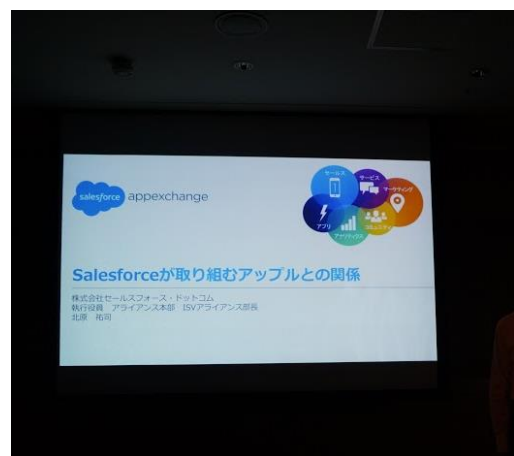 salesforce appexchange
セールス
サービス
マーケティング
アプリ
アナリティクス
コミュニティ
Salesforceが取り組むアップルとの関係
株式会社セールスフォース・ドットコム
執行役員 アライアンス本部 ISVアライアンス部長
北原 祐司